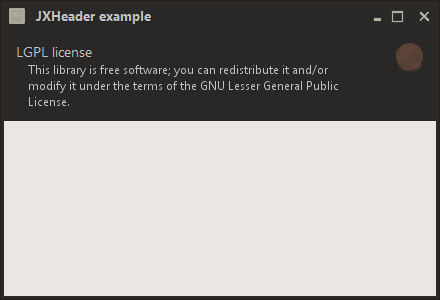 JXHeader example
LGPL license
This library is free software; you can redistribute it and/or
modify it under the terms of the GNU Lesser General Public
License.